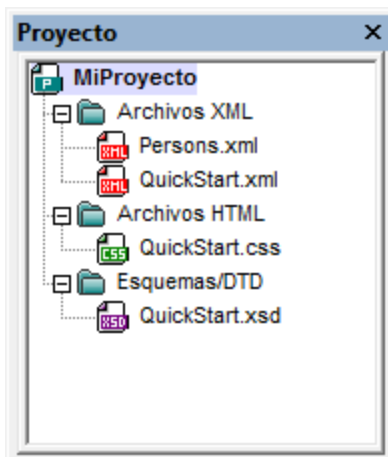 Proyecto
MiProyecto
Archivos XML
Persons.xml
QuickStart.xml
Archivos HTML
QuickStart.css
Esquemas/DTD
QuickStart.xsd